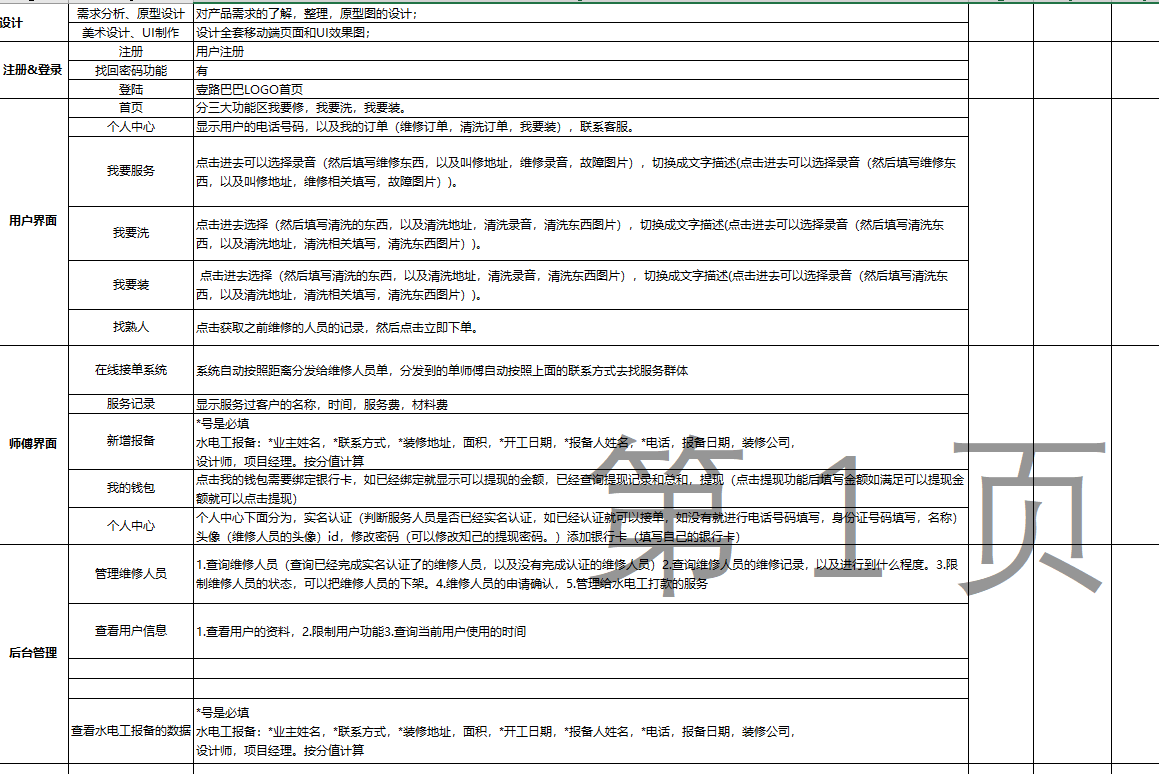 设计
需求分析、原型设计 对产品需求的了解，整理，原型图的设计；
美术设计、UI制作 设计全套移动端页面和UI效果图；
注册&登录
注册 用户注册
找回密码功能 有
登陆 壹路巴巴LOGO首页
用户界面
首页 分三大功能区我要修，我要洗，我要装。
个人中心 显示用户的电话号码，以及我的订单（维修订单，清洗订单，我要装），联系客服。
我要服务
点击进去可以选择录音（然后填写维修东西，以及叫修地址，维修录音，故障图片），切换成文字描述(点击进去可以选择录音（然后填写维修东
西，以及叫修地址，维修相关填写，故障图片）)。
我要洗
点击进去选择（然后填写清洗的东西，以及清洗地址，清洗录音，清洗东西图片），切换成文字描述(点击进去可以选择录音（然后填写清洗东
西，以及清洗地址，清洗相关填写，清洗东西图片）)。
我要装
点击进去选择（然后填写清洗的东西，以及清洗地址，清洗录音，清洗东西图片），切换成文字描述(点击进去可以选择录音（然后填写清洗东
西，以及清洗地址，清洗相关填写，清洗东西图片）)。
找熟人 点击获取之前维修的人员的记录，然后点击立即下单。
师傅界面
在线接单系统 系统自动按照距离分发给维修人员单，分发到的单师傅自动按照上面的联系方式去找服务群体
服务记录 显示服务过客户的名称，时间，服务费，材料费
新增报备
*号是必填
水电工报备：*业主姓名，*联系方式，*装修地址，面积，*开工日期，*报备人姓名，*电话，报备日期，装修公司，
设计师，项目经理。按分值计算
我的钱包
点击我的钱包需要绑定银行卡，如已经绑定就显示可以提现的金额，已经查询提现记录和总和，提现（点击提现功能后填写金额如满足可以提现金
额就可以点击提现）
个人中心
个人中心下面分为，实名认证（判断服务人员是否已经实名认证，如已经认证就可以接单，如没有就进行电话号码填写，身份证号码填写，名称）
头像（维修人员的头像）id，修改密码（可以修改知己的提现密码。）添加银行卡（填写自己的银行卡）
后台管理
管理维修人员
1.查询维修人员（查询已经完成实名认证了的维修人员，以及没有完成认证的维修人员）2.查询维修人员的维修记录，以及进行到什么程度。3.限
制维修人员的状态，可以把维修人员的下架。4.维修人员的申请确认，5.管理给水电工打款的服务
查看用户信息 1.查看用户的资料，2.限制用户功能3.查询当前用户使用的时间
查看水电工报备的数据
*号是必填
水电工报备：*业主姓名，*联系方式，*装修地址，面积，*开工日期，*报备人姓名，*电话，报备日期，装修公司，
设计师，项目经理。按分值计算
第 1 页